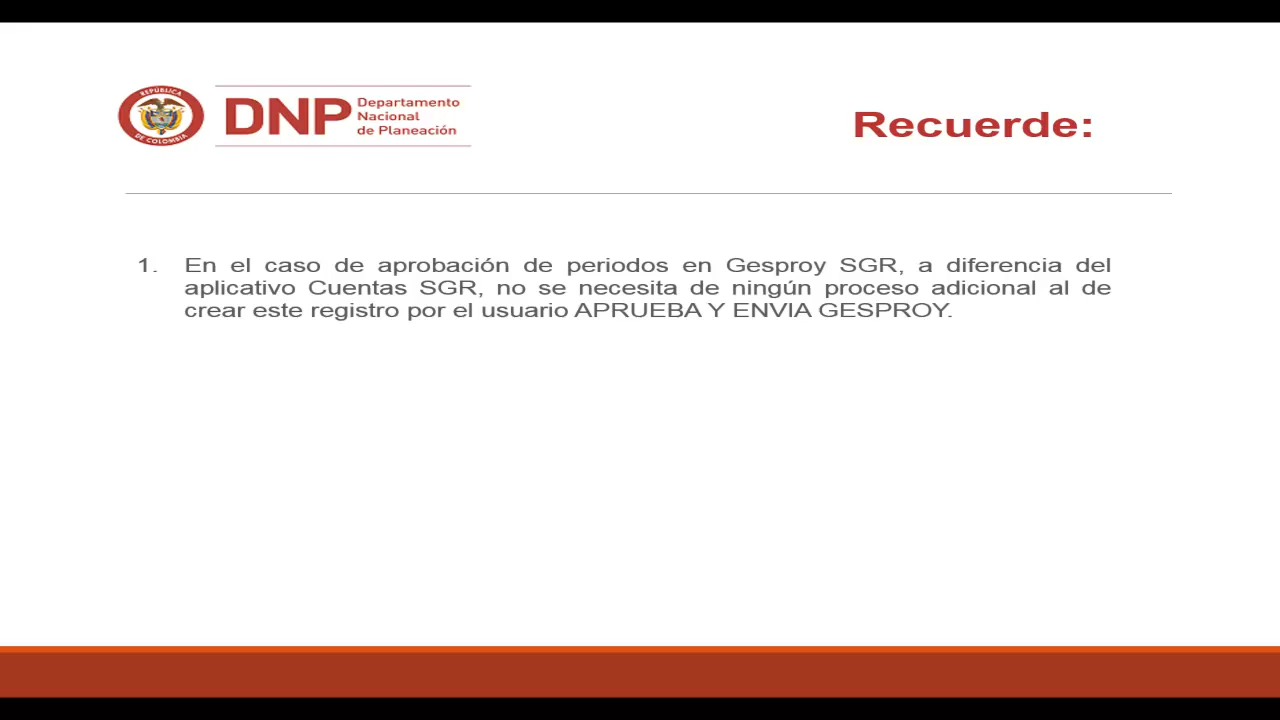 REPÚBLICA
DE COLOMBIA
DNP
Departamento
Nacional
de Planeación
Recuerde:
1. En el caso de aprobación de periodos en Gesproy SGR, a diferencia del
aplicativo Cuentas SGR, no se necesita de ningún proceso adicional al de
crear este registro por el usuario APRUEBA Y ENVIA GESPROY.